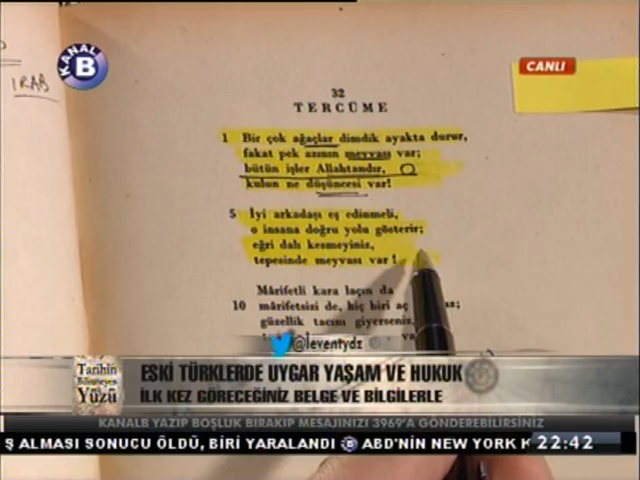 IRAB
KANAL B
CANLI
32
TERCÜME
1 Bir çok ağaçlar dimdik ayakta durur,
fakat pek azının meyvası var;
bütün işler Allahtandır,
kulun ne düşüncesi var!
5 İyi arkadaşı eş edinmeli,
o insana doğru yolu gösterir;
eğri dalı kesmeyiniz,
tepesinde meyvası var!
Mârifetli kara laçın da
10 mârifetsizi de, hiç biri aç
güzellik tacını giyerseniz,
@leventydz
Tarihin Bilinmeyen Yüzü
ESKİ TÜRKLERDE UYGAR YAŞAM VE HUKUK
İLK KEZ GÖRECEĞİNİZ BELGE VE BİLGİLERLE
KANALB YAZIP BOŞLUK BIRAKIP MESAJINIZI 3969'A GÖNDEREBİLİRSİNİZ
Ş ALMASI SONUCU ÖLDÜ, BİRİ YARALANDI B ABD'NİN NEW YORK K 22:42